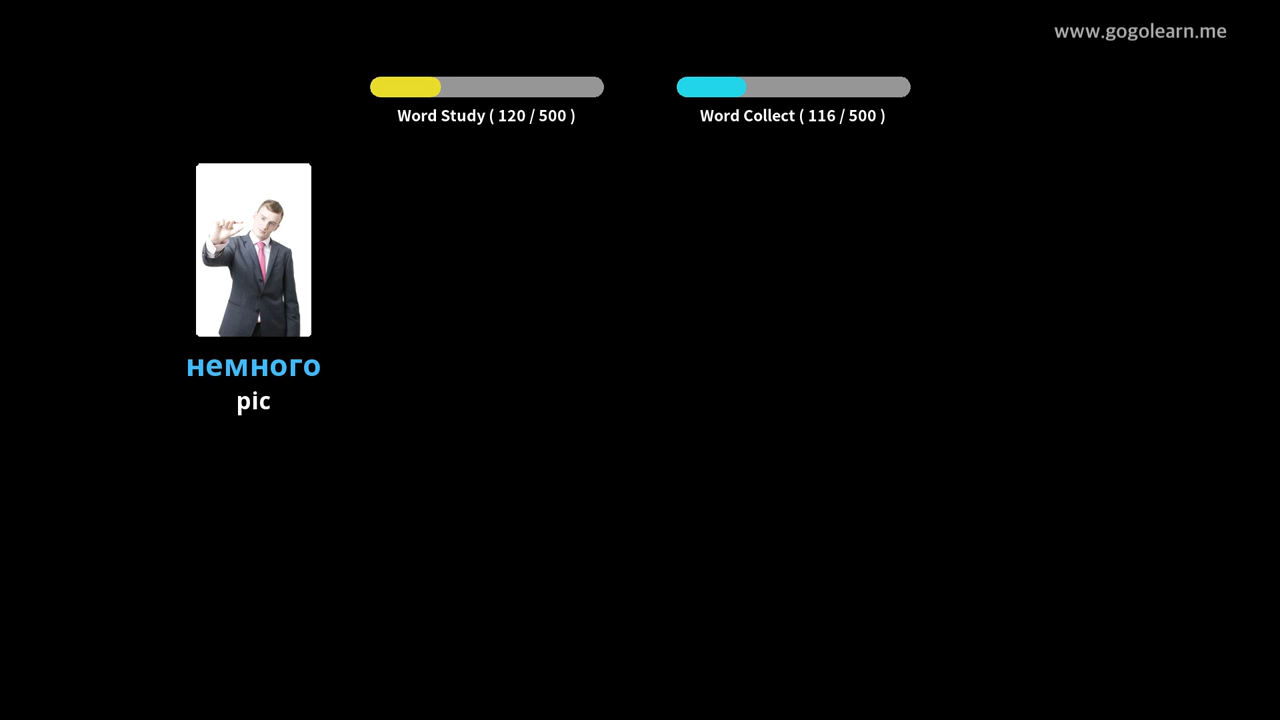 www.gogolearn.me
Word Study ( 120 / 500 )
Word Collect ( 116 / 500 )
немного
pic